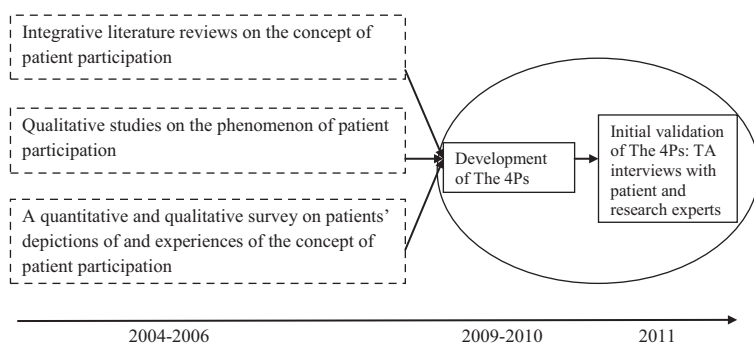 Integrative literature reviews on the concept of
patient participation
Qualitative studies on the phenomenon of patient
participation
A quantitative and qualitative survey on patients’
depictions of and experiences of the concept of
patient participation
Development
of The 4Ps
Initial validation
of The 4Ps: TA
interviews with
patient and
research experts
2004-2006
2009-2010
2011